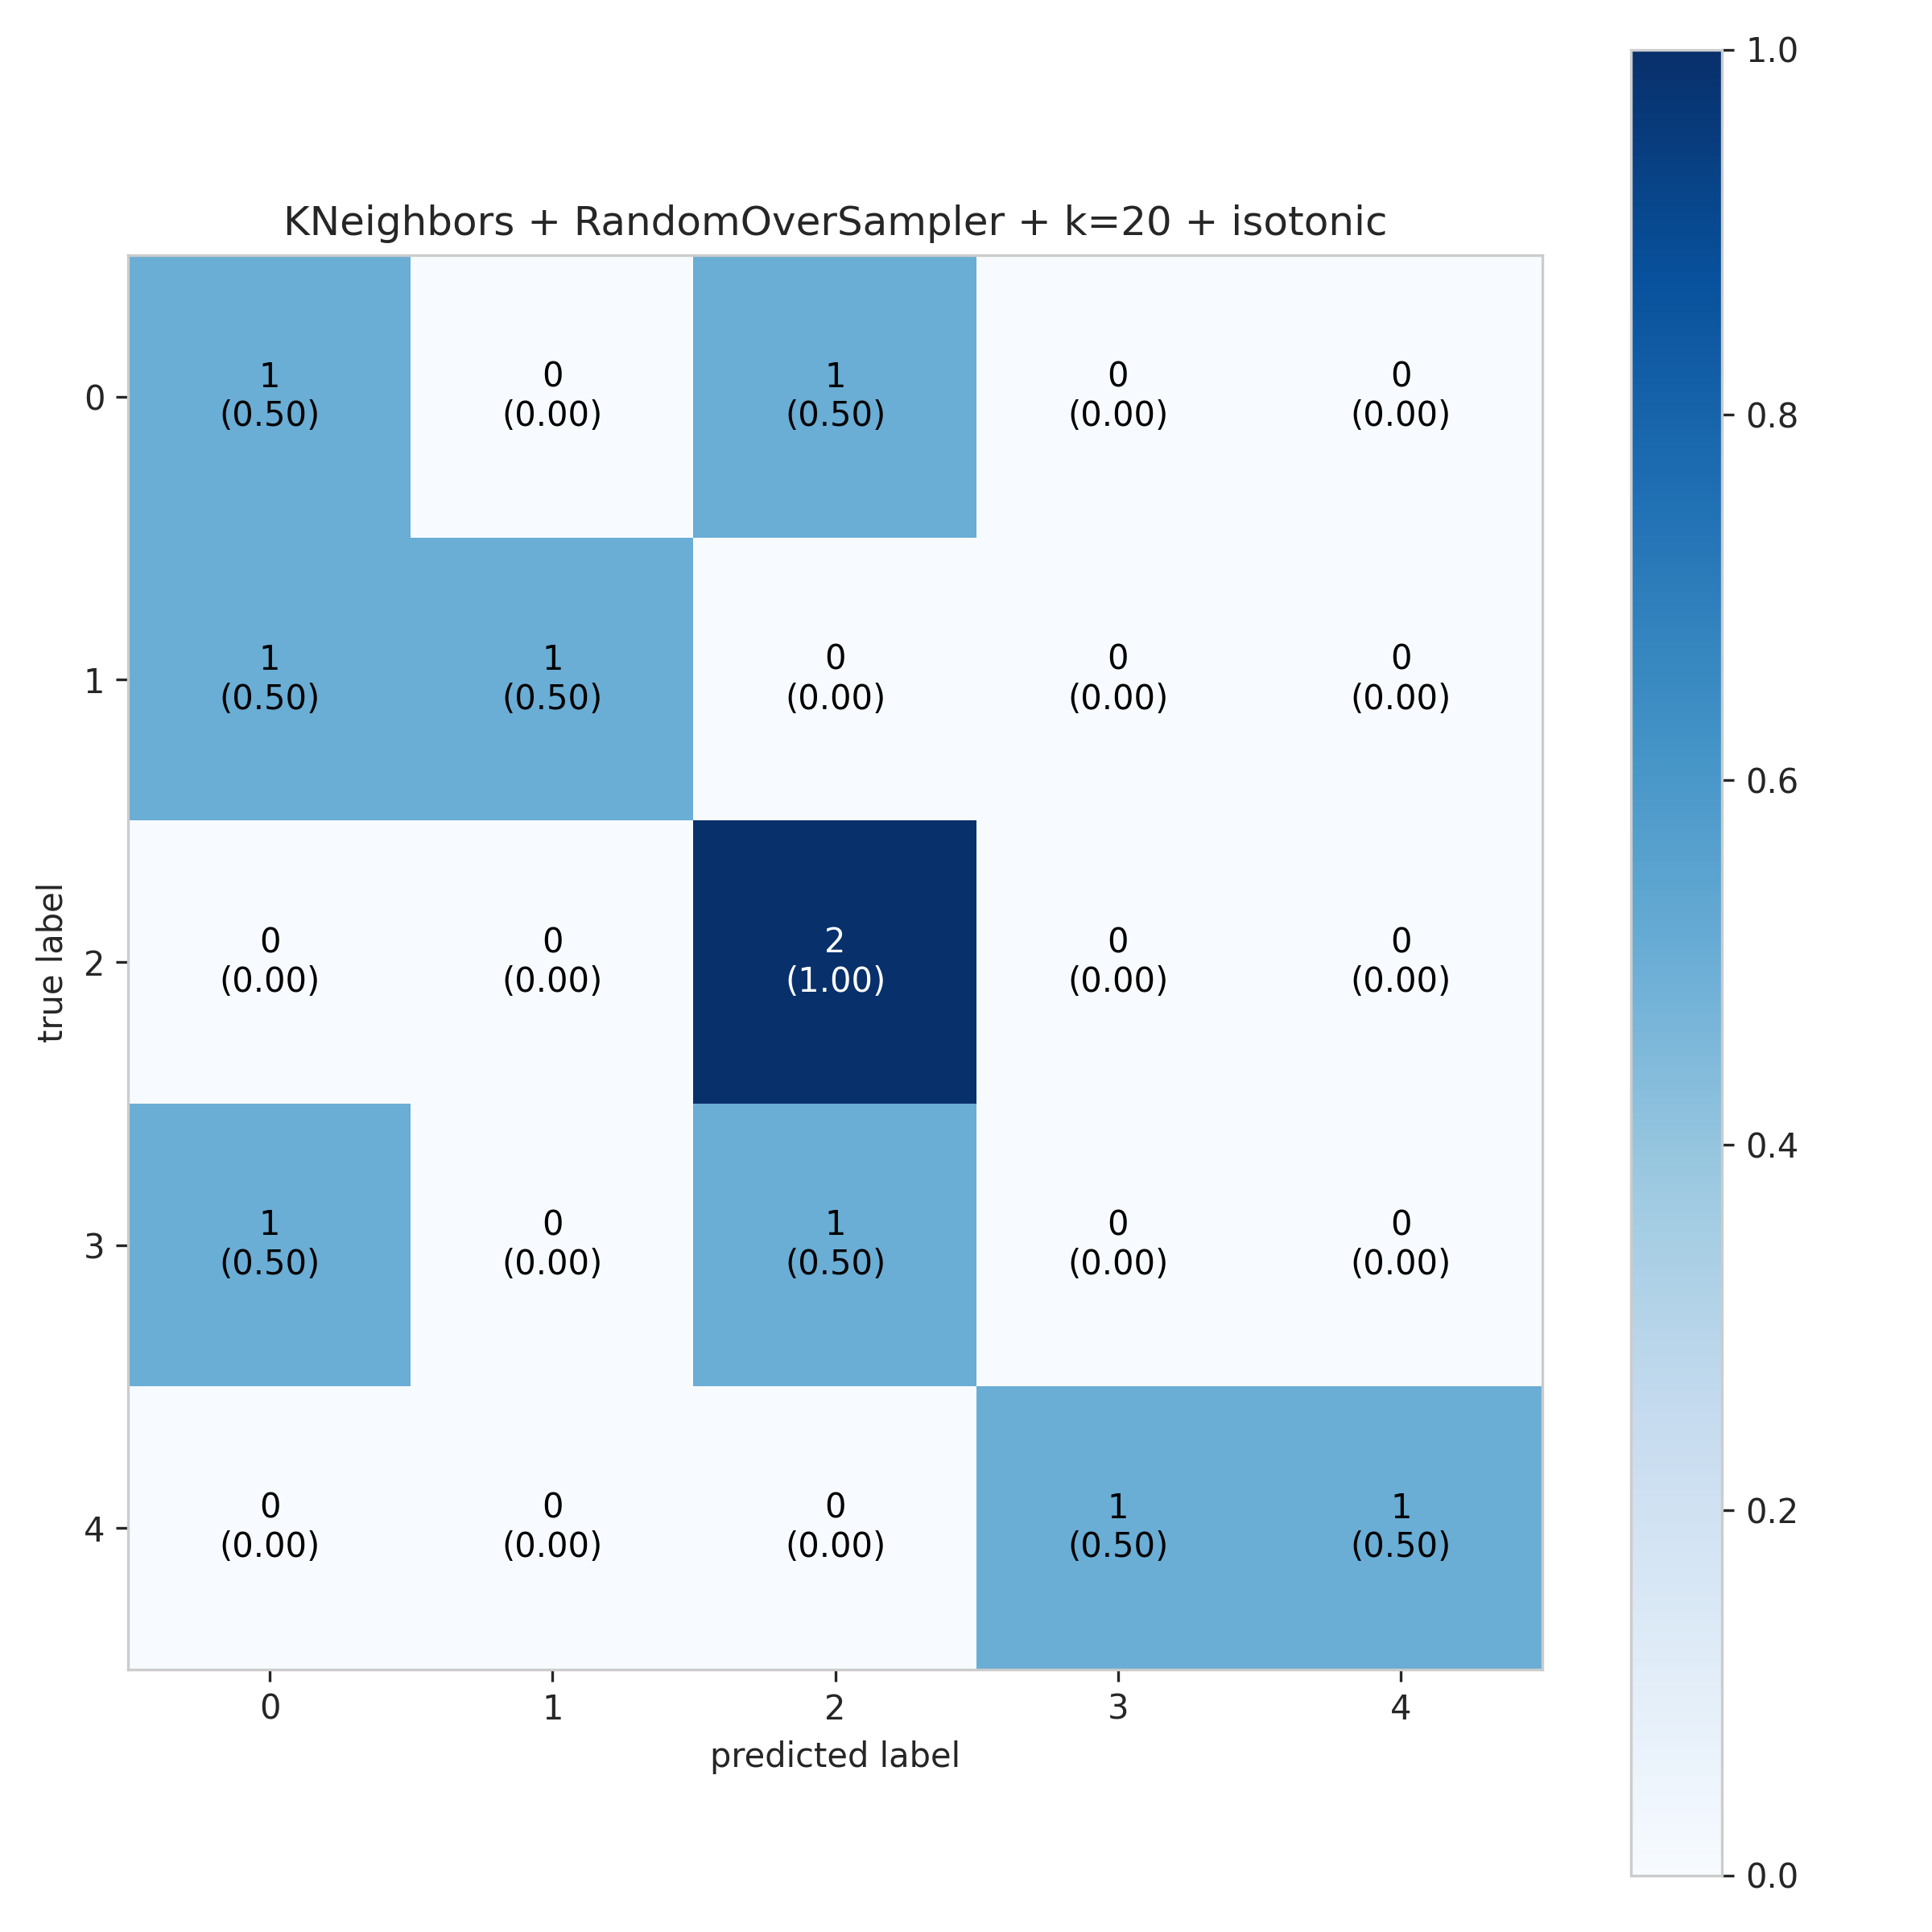 KNeighbors + RandomOverSampler + k=20 + isotonic
1.0
0.8
0.6
0.4
0.2
0.0
true label
0
1
2
3
4
1 0 1 0 0
(0.50) (0.00) (0.50) (0.00) (0.00)
1 1 0 0 0
(0.50) (0.50) (0.00) (0.00) (0.00)
0 0 2 0 0
(0.00) (0.00) (1.00) (0.00) (0.00)
1 0 1 0 0
(0.50) (0.00) (0.50) (0.00) (0.00)
0 0 0 1 1
(0.00) (0.00) (0.00) (0.50) (0.50)
0 1 2 3 4
predicted label